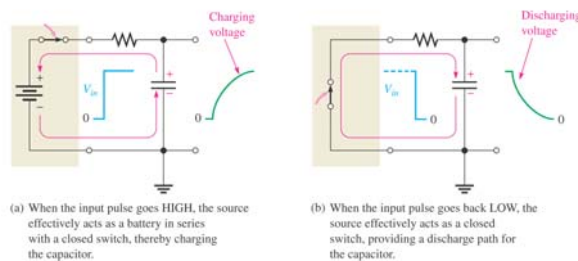 Charging
voltage
+
−
Vin
0
+
−
0
(a) When the input pulse goes HIGH, the source
effectively acts as a battery in series
with a closed switch, thereby charging
the capacitor.
Discharging
voltage
Vin
0
+
−
0
(b) When the input pulse goes back LOW, the
source effectively acts as a closed
switch, providing a discharge path for
the capacitor.